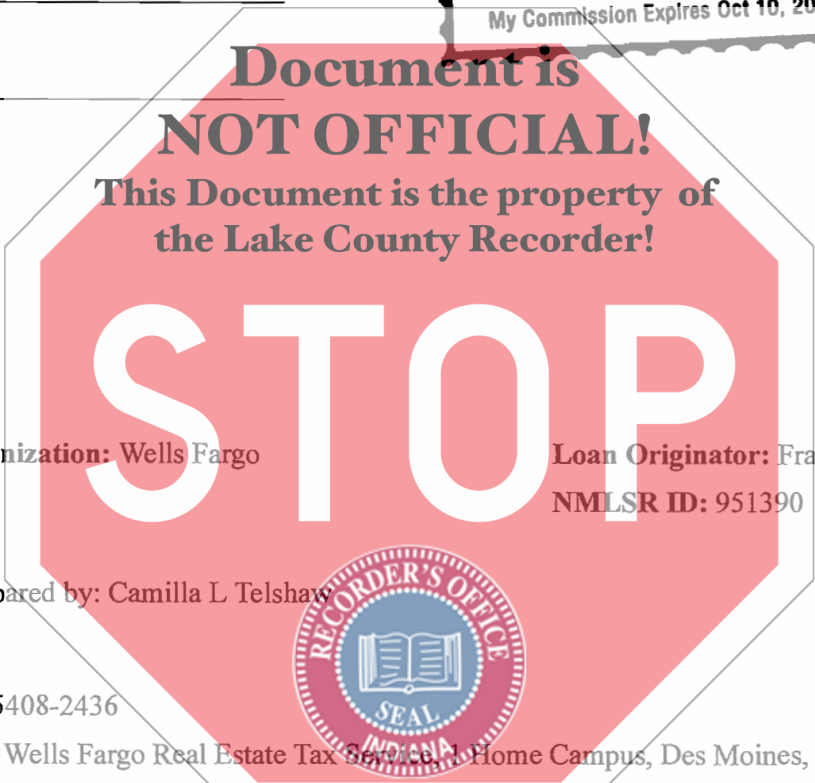 My Commission Expires Oct 10, 20
Document is
NOT OFFICIAL!
This Document is the property of
the Lake County Recorder!
STOP
nization: Wells Fargo
Loan Originator: Fra
NMLSR ID: 951390
pared by: Camilla L Telshaw
RECORDER'S OFFICE
SEAL
INDIANA
5408-2436
Wells Fargo Real Estate Tax Service, 1 Home Campus, Des Moines,